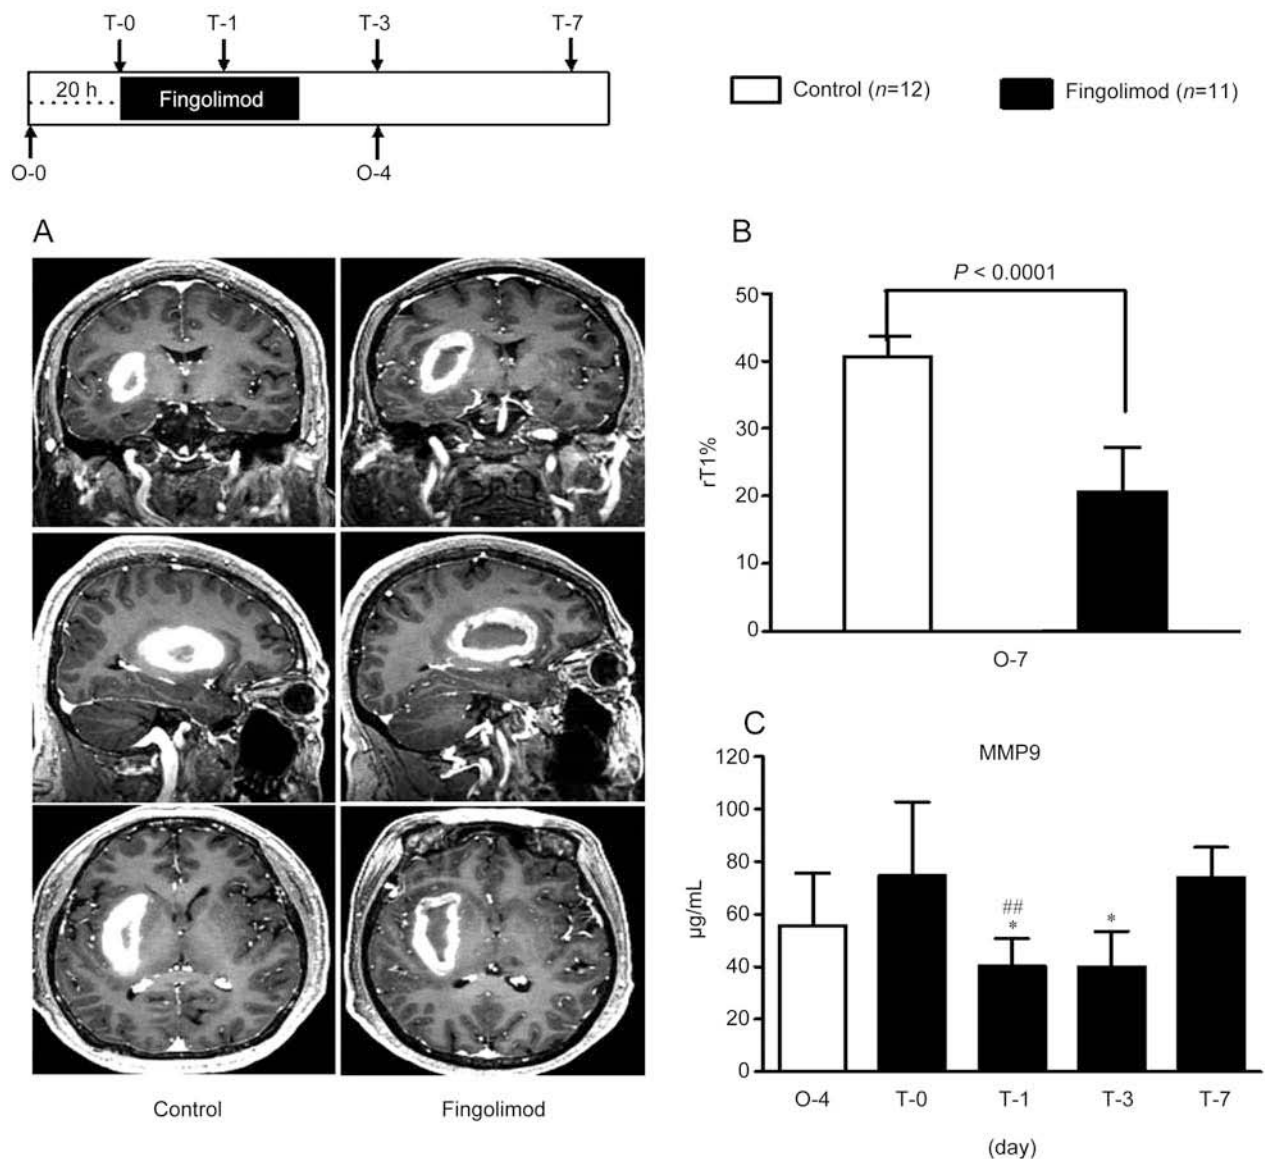 T-0 T-1 T-3 T-7
20 h
Fingolimod
O-0 O-4
Control (n=12) Fingolimod (n=11)
A
Control Fingolimod
B
P < 0.0001
50
40
30
20
10
0
rT1%
O-7
C
MMP9
120
100
80
60
40
20
0
µg/mL
##
*
*
O-4 T-0 T-1 T-3 T-7
(day)